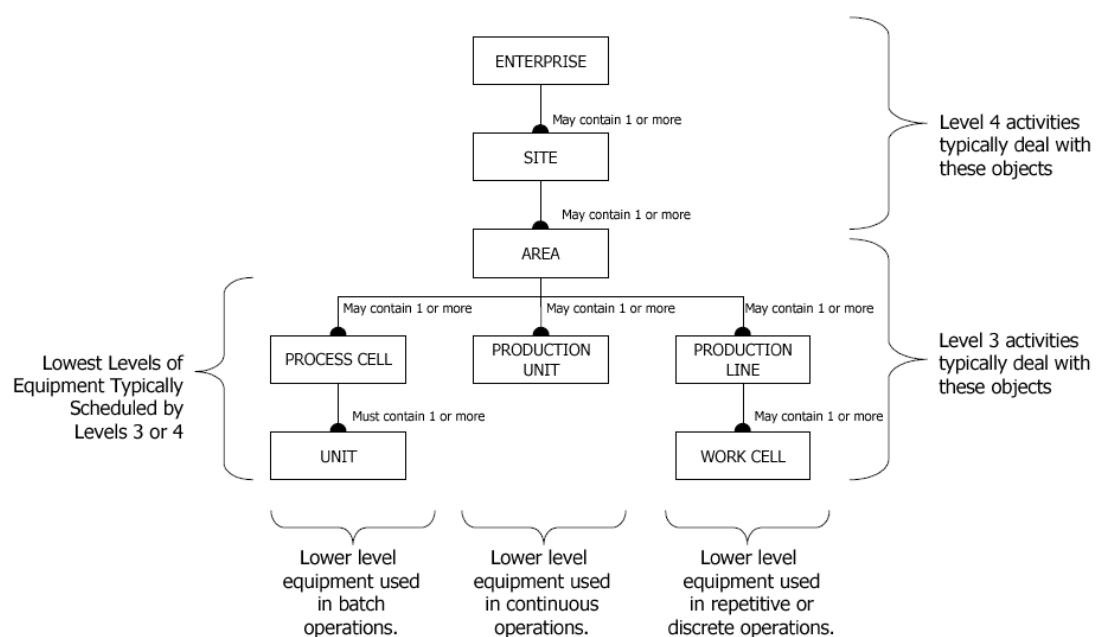 ENTERPRISE
May contain 1 or more
Level 4 activities
typically deal with
these objects
SITE
May contain 1 or more
AREA
May contain 1 or more
May contain 1 or more
May contain 1 or more
Lowest Levels of
Equipment Typically
Scheduled by
Levels 3 or 4
PROCESS CELL
PRODUCTION
UNIT
PRODUCTION
LINE
Level 3 activities
typically deal with
these objects
Must contain 1 or more
May contain 1 or more
UNIT
WORK CELL
Lower level
equipment used
in batch
operations.
Lower level
equipment used
in continuous
operations.
Lower level
equipment used
in repetitive or
discrete operations.